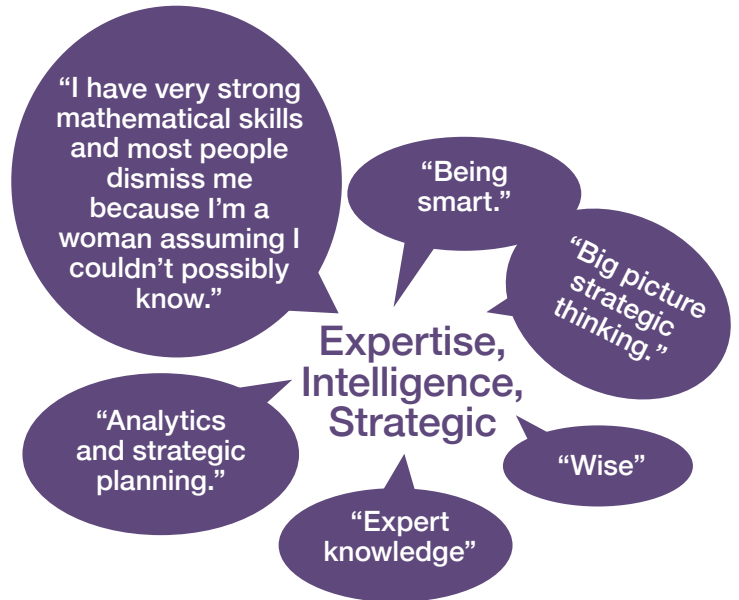 “I have very strong
mathematical skills
and most people
dismiss me
because I’m a
woman assuming I
couldn’t possibly
know.”
“Being
smart.”
“Big picture
strategic
thinking.”
Expertise,
Intelligence,
Strategic
“Analytics
and strategic
planning.”
“Wise”
“Expert
knowledge”